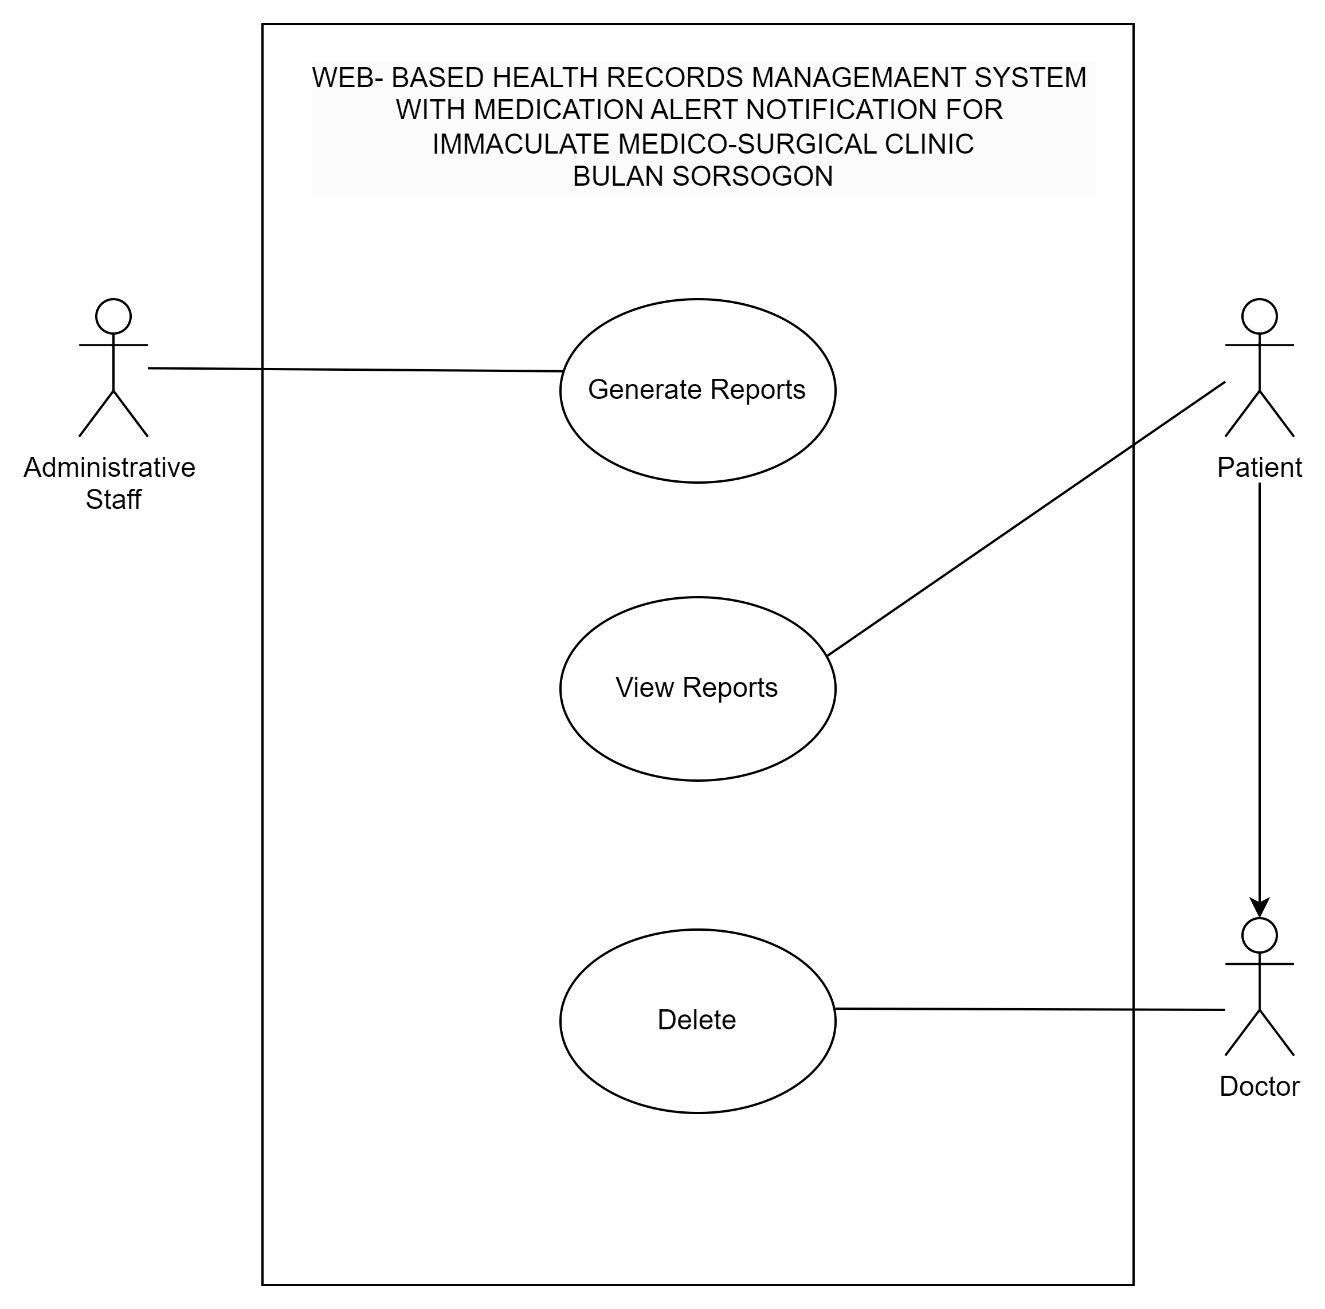 WEB- BASED HEALTH RECORDS MANAGEMAENT SYSTEM
WITH MEDICATION ALERT NOTIFICATION FOR
IMMACULATE MEDICO-SURGICAL CLINIC
BULAN SORSOGON
Generate Reports
Administrative
Staff
Patient
View Reports
Delete
Doctor